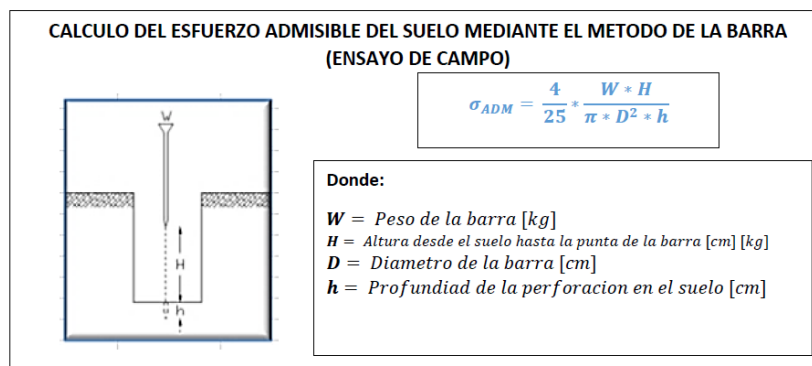 CALCULO DEL ESFUERZO ADMISIBLE DEL SUELO MEDIANTE EL METODO DE LA BARRA
(ENSAYO DE CAMPO)
σ_ADM = 4/25 * (W * H)/(π * D² * h)
W
H
h
Donde:
W = Peso de la barra [kg]
H = Altura desde el suelo hasta la punta de la barra [cm] [kg]
D = Diametro de la barra [cm]
h = Profundiad de la perforacion en el suelo [cm]